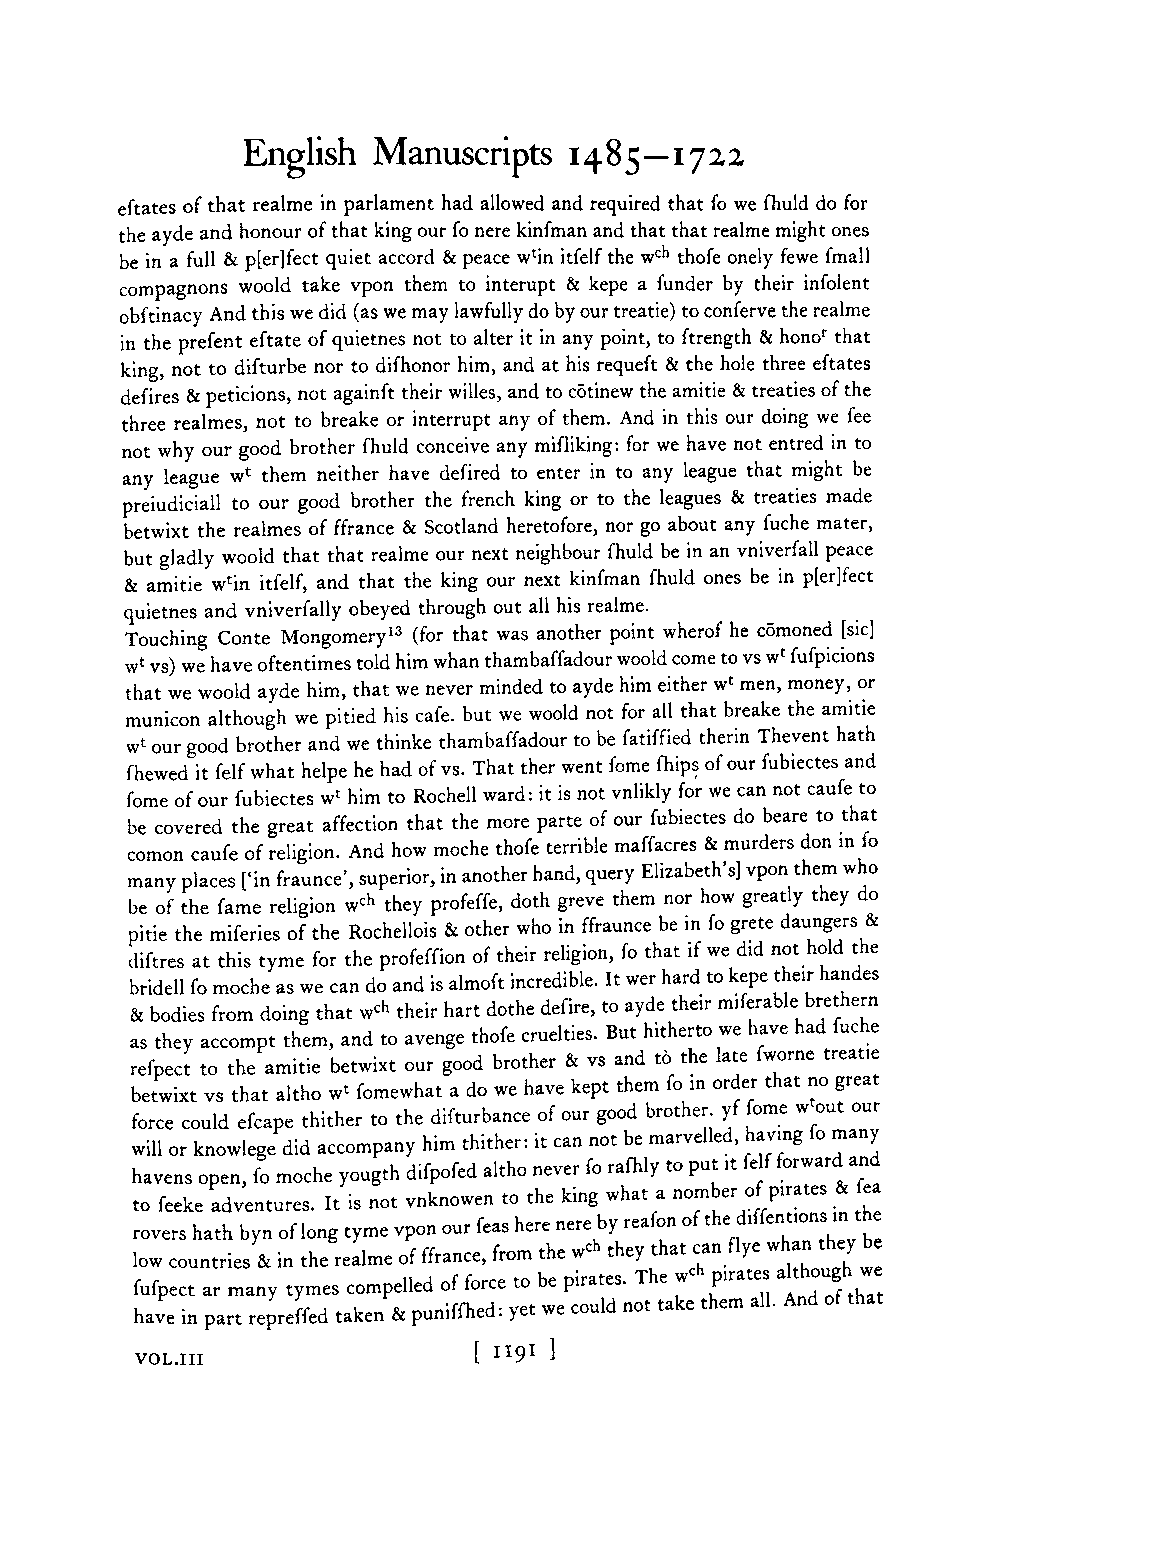 English Manuscripts 1485—1722
eſtates of that realme in parlament had allowed and required that ſo we ſhuld do for
the ayde and honour of that king our ſo nere kinſman and that that realme might ones
be in a full & p[er]fect quiet accord & peace wᵗin itſelf the wᶜʰ thoſe onely fewe ſmall
compagnons woold take vpon them to interupt & kepe a ſunder by their inſolent
obſtinacy And this we did (as we may lawfully do by our treatie) to conſerve the realme
in the preſent eſtate of quietnes not to alter it in any point, to ſtrength & honoʳ that
king, not to diſturbe nor to diſhonor him, and at his requeſt & the hole three eſtates
deſires & peticions, not againſt their willes, and to cōtinew the amitie & treaties of the
three realmes, not to breake or interrupt any of them. And in this our doing we ſee
not why our good brother ſhuld conceive any miſliking: for we have not entred in to
any league wᵗ them neither have deſired to enter in to any league that might be
preiudiciall to our good brother the french king or to the leagues & treaties made
betwixt the realmes of ffrance & Scotland heretofore, nor go about any ſuche mater,
but gladly woold that that realme our next neighbour ſhuld be in an vniverſall peace
& amitie wᵗin itſelf, and that the king our next kinſman ſhuld ones be in p[er]fect
quietnes and vniverſally obeyed through out all his realme.
Touching Conte Mongomery¹³ (for that was another point wherof he cōmoned [sic]
wᵗ vs) we have oftentimes told him whan thambaſſadour woold come to vs wᵗ ſuſpicions
that we woold ayde him, that we never minded to ayde him either wᵗ men, money, or
municon although we pitied his caſe. but we woold not for all that breake the amitie
wᵗ our good brother and we thinke thambaſſadour to be ſatiſfied therin Thevent hath
ſhewed it ſelf what helpe he had of vs. That ther went ſome ſhips of our ſubiectes and
ſome of our ſubiectes wᵗ him to Rochell ward: it is not vnlikly for we can not cauſe to
be covered the great affection that the more parte of our ſubiectes do beare to that
comon cauſe of religion. And how moche thoſe terrible maſſacres & murders don in ſo
many places [‘in fraunce’, superior, in another hand, query Elizabeth's] vpon them who
be of the ſame religion wᶜʰ they profeſſe, doth greve them nor how greatly they do
pitie the miſeries of the Rochellois & other who in ffraunce be in ſo grete daungers &
diſtres at this tyme for the profeſſion of their religion, ſo that if we did not hold the
bridell ſo moche as we can do and is almoſt incredible. It wer hard to kepe their handes
& bodies from doing that wᶜʰ their hart dothe deſire, to ayde their miſerable brethern
as they accompt them, and to avenge thoſe cruelties. But hitherto we have had ſuche
reſpect to the amitie betwixt our good brother & vs and tò the late ſworne treatie
betwixt vs that altho wᵗ ſomewhat a do we have kept them ſo in order that no great
force could eſcape thither to the diſturbance of our good brother. yf ſome wᵗout our
will or knowlege did accompany him thither: it can not be marvelled, having ſo many
havens open, ſo moche yougth diſpoſed altho never ſo raſhly to put it ſelf forward and
to ſeeke adventures. It is not vnknowen to the king what a nomber of pirates & ſea
rovers hath byn of long tyme vpon our ſeas here nere by reaſon of the diſſentions in the
low countries & in the realme of ffrance, from the wᶜʰ they that can flye whan they be
ſuſpect ar many tymes compelled of force to be pirates. The wᶜʰ pirates although we
have in part repreſſed taken & puniſſhed: yet we could not take them all. And of that
VOL.III
[ 1191 ]